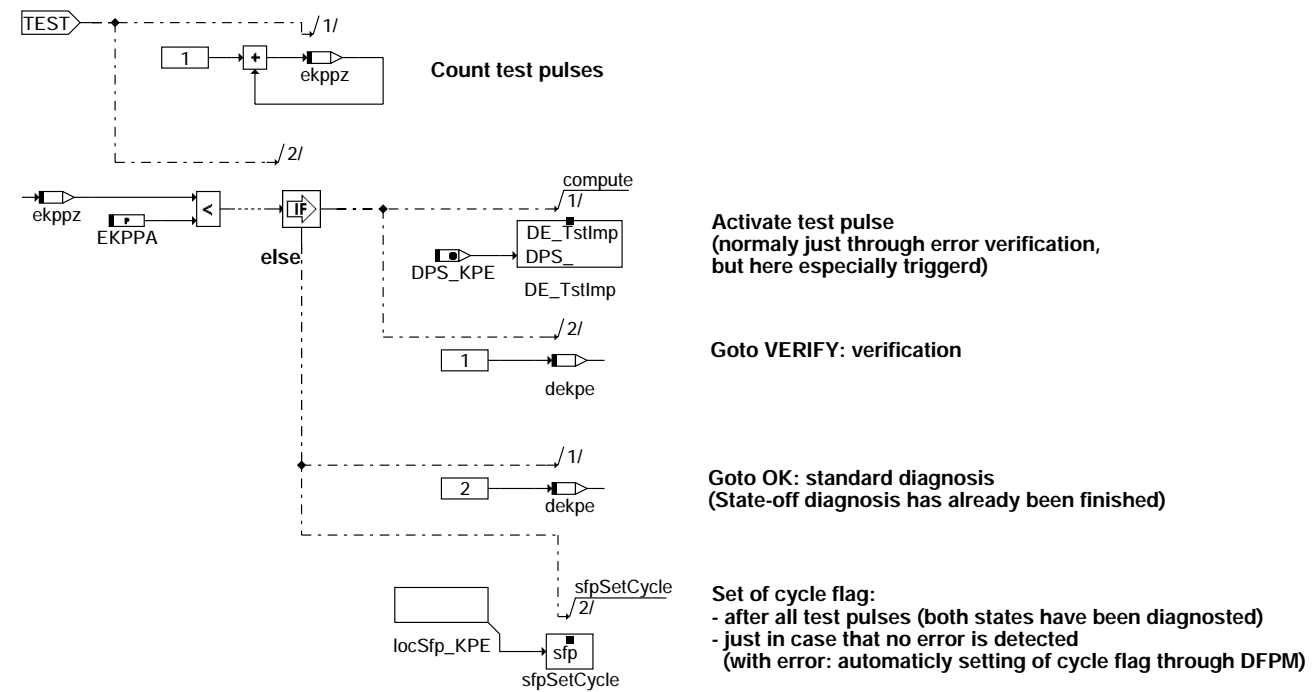 TEST
/1/
1
+
ekppz
Count test pulses
/2/
ekppz
P
EKPPA
<
IF
else
compute
/1/
DE_TstImp
DPS_
DPS_KPE
DE_TstImp
Activate test pulse
(normaly just through error verification,
but here especially triggerd)
/2/
1
dekpe
Goto VERIFY: verification
/1/
2
dekpe
Goto OK: standard diagnosis
(State-off diagnosis has already been finished)
sfpSetCycle
/2/
locSfp_KPE
sfp
sfpSetCycle
Set of cycle flag:
- after all test pulses (both states have been diagnosted)
- just in case that no error is detected
(with error: automaticly setting of cycle flag through DFPM)